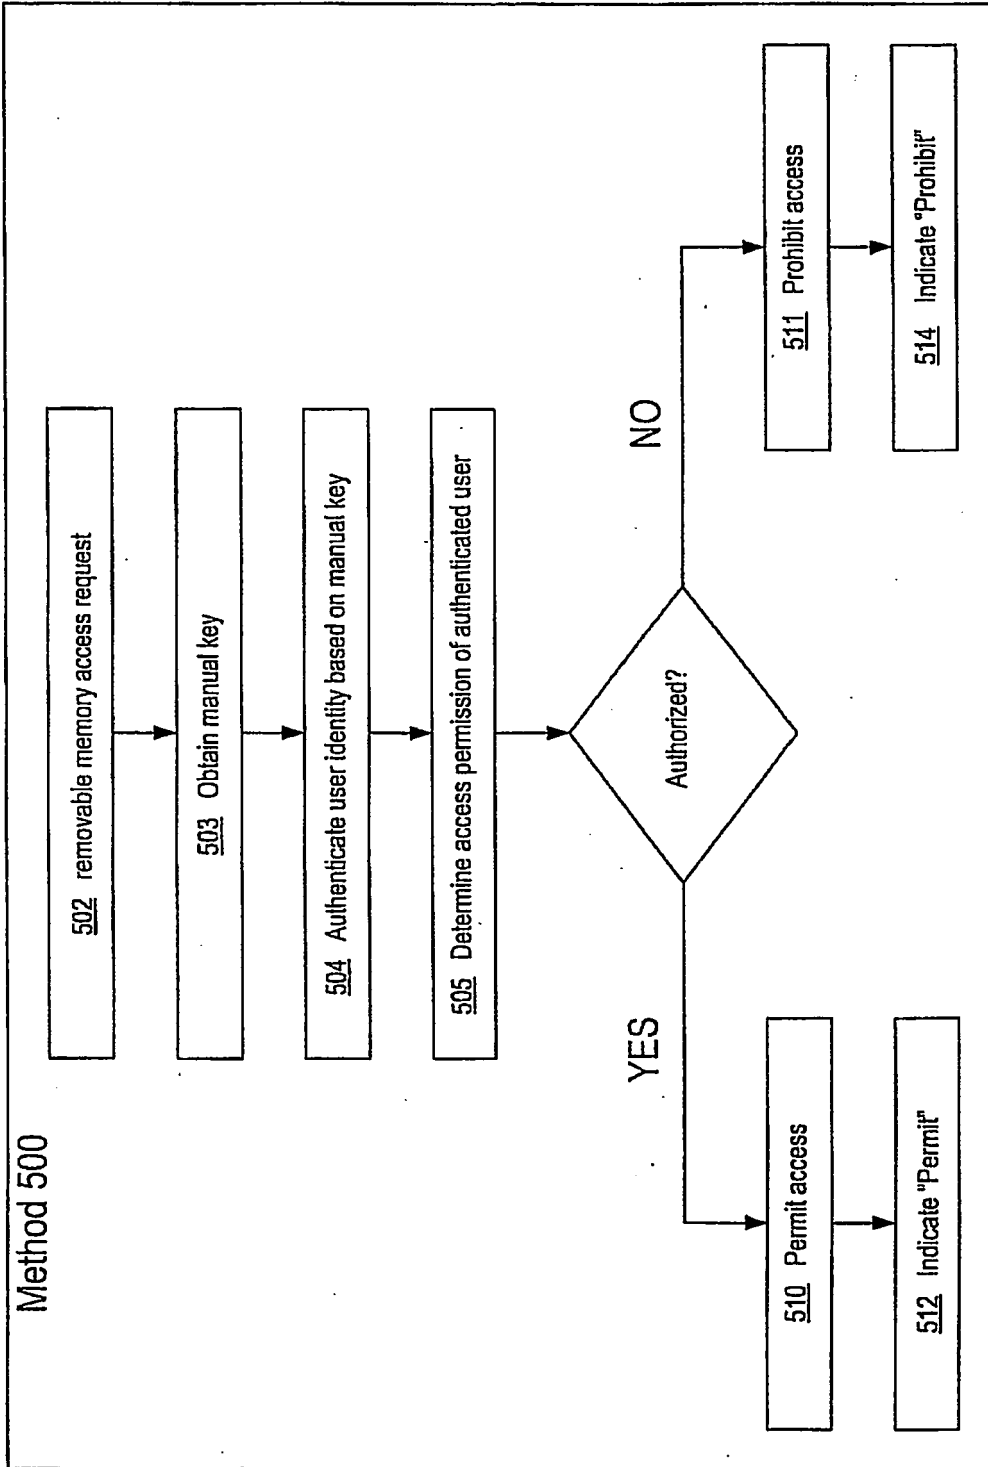 Method 500
502 removable memory access request
503 Obtain manual key
504 Authenticate user identity based on manual key
505 Determine access permission of authenticated user
Authorized?
YES
NO
510 Permit access
511 Prohibit access
512 Indicate "Permit"
514 Indicate "Prohibit"